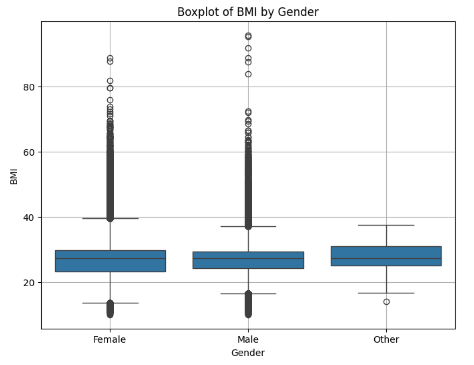 Boxplot of BMI by Gender
80
60
40
20
BMI
Female
Male
Other
Gender